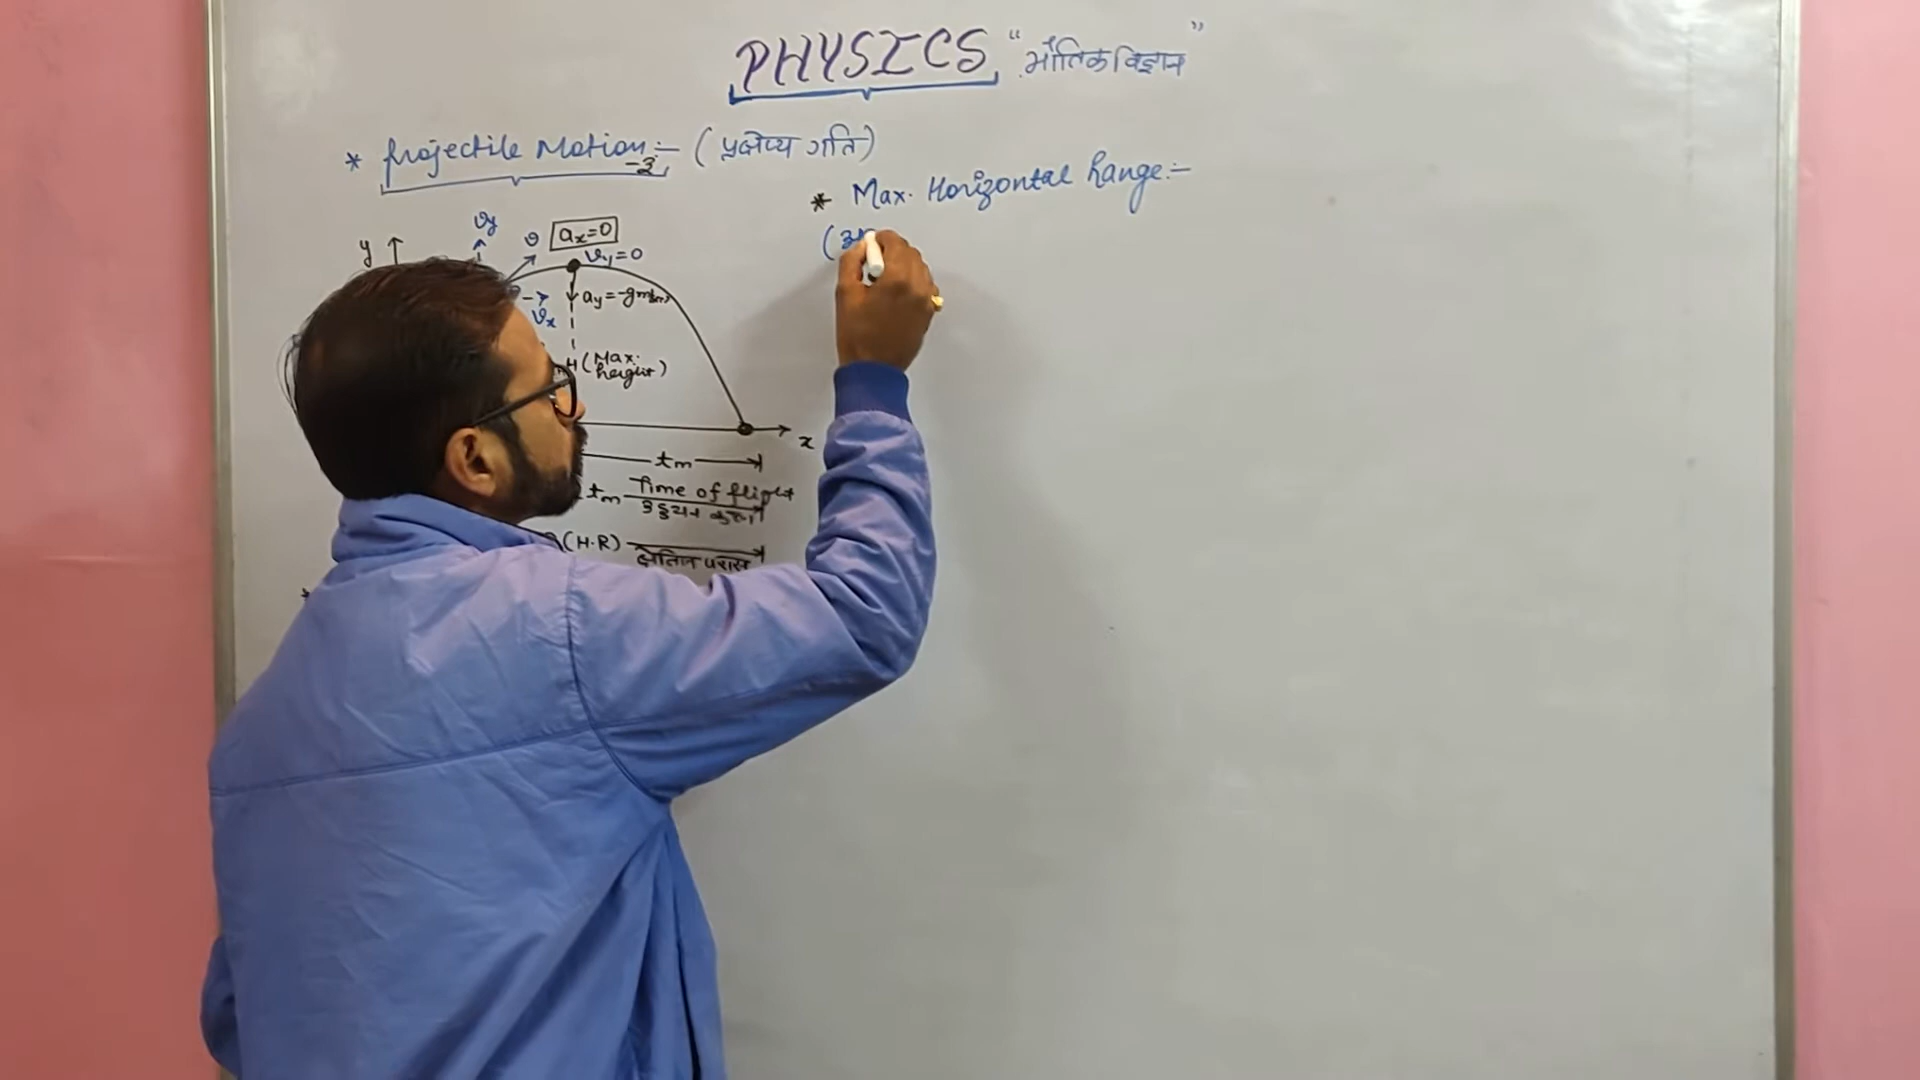 PHYSICS "भौतिक विज्ञान"
* Projectile Motion:- (प्रक्षेप्य गति)
-3
* Max. Horizontal Range:-
(अ
vy
y
v
ax=0
vy=0
ay=-g
vx
H (Max. height)
x
tm
tm Time of flight
उड्डयन काल
(H.R)
क्षैतिज परास
*